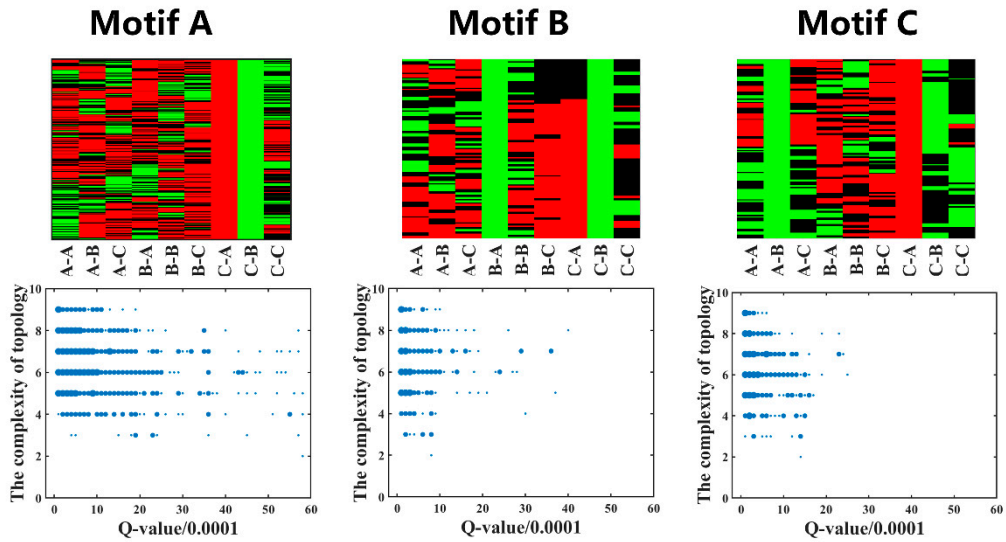 Motif A
Motif B
Motif C
A-A A-B A-C B-A B-B B-C C-A C-B C-C
A-A A-B A-C B-A B-B B-C C-A C-B C-C
A-A A-B A-C B-A B-B B-C C-A C-B C-C
The complexity of topology
10
8
6
4
2
0
0 10 20 30 40 50 60
Q-value/0.0001
The complexity of topology
10
8
6
4
2
0
0 10 20 30 40 50 60
Q-value/0.0001
The complexity of topology
10
8
6
4
2
0
0 10 20 30 40 50 60
Q-value/0.0001